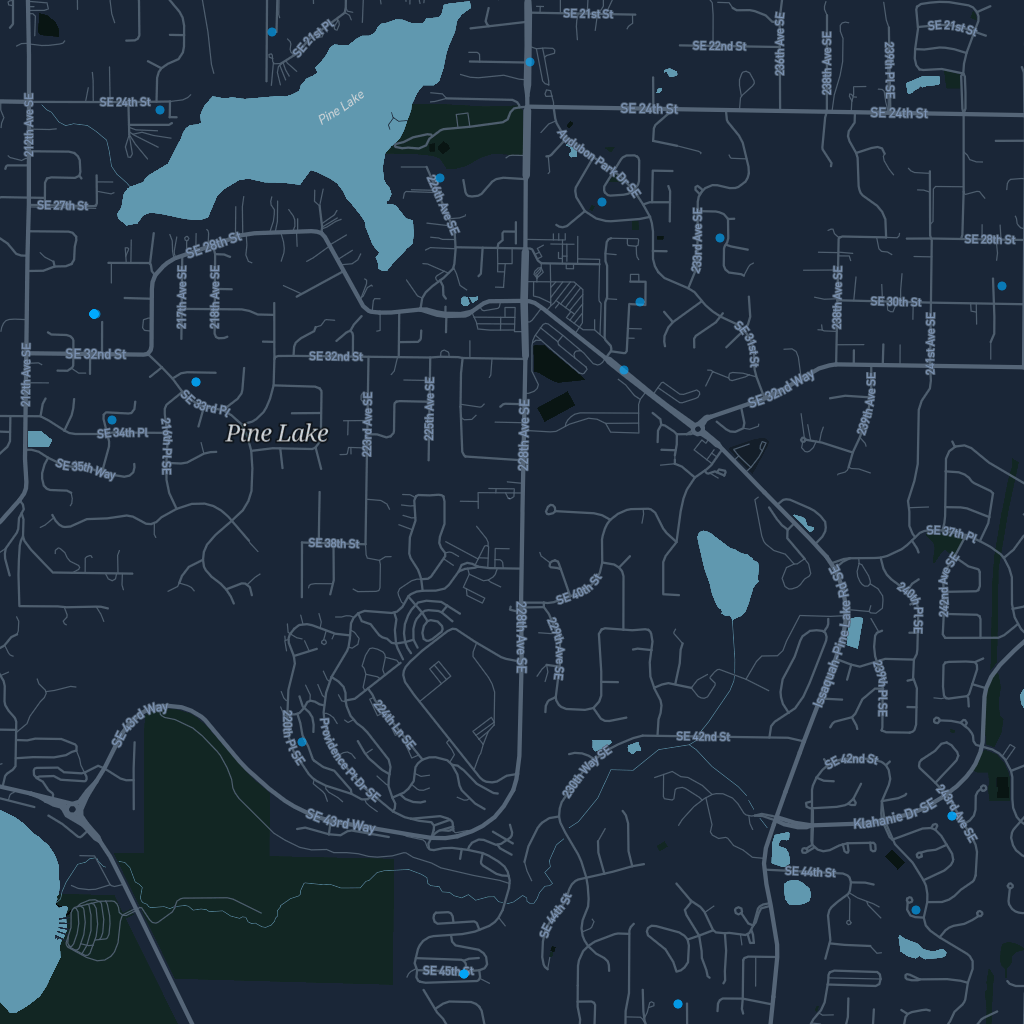 SE 21st St
SE 21st St
SE 21st Pl
236th Ave SE
SE 22nd St
238th Ave SE
239th Pl SE
Pine Lake
SE 24th St
SE 24th St
SE 24th St
212th Ave SE
Audubon Park Dr SE
SE 27th St
226th Ave SE
233rd Ave SE
SE 28th St
SE 28th St
217th Ave SE
218th Ave SE
238th Ave SE
SE 30th St
SE 31st St
241st Ave SE
SE 32nd St
SE 32nd St
212th Ave SE
SE 32nd Way
SE 33rd Pl
225th Ave SE
223rd Ave SE
239th Ave SE
SE 34th Pl
214th Pl SE
Pine Lake
228th Ave SE
SE 35th Way
SE 37th Pl
SE 38th St
242nd Ave SE
SE 40th St
240th Pl SE
228th Ave SE
229th Ave SE
Issaquah-Pine Lake Rd SE
239th Pl SE
SE 43rd Way
220th Pl SE
Providence Pt Dr SE
224th Ln SE
SE 42nd St
230th Way SE
SE 42nd St
SE 43rd Way
Klahanie Dr SE
243rd Ave SE
SE 44th St
SE 44th St
SE 45th St